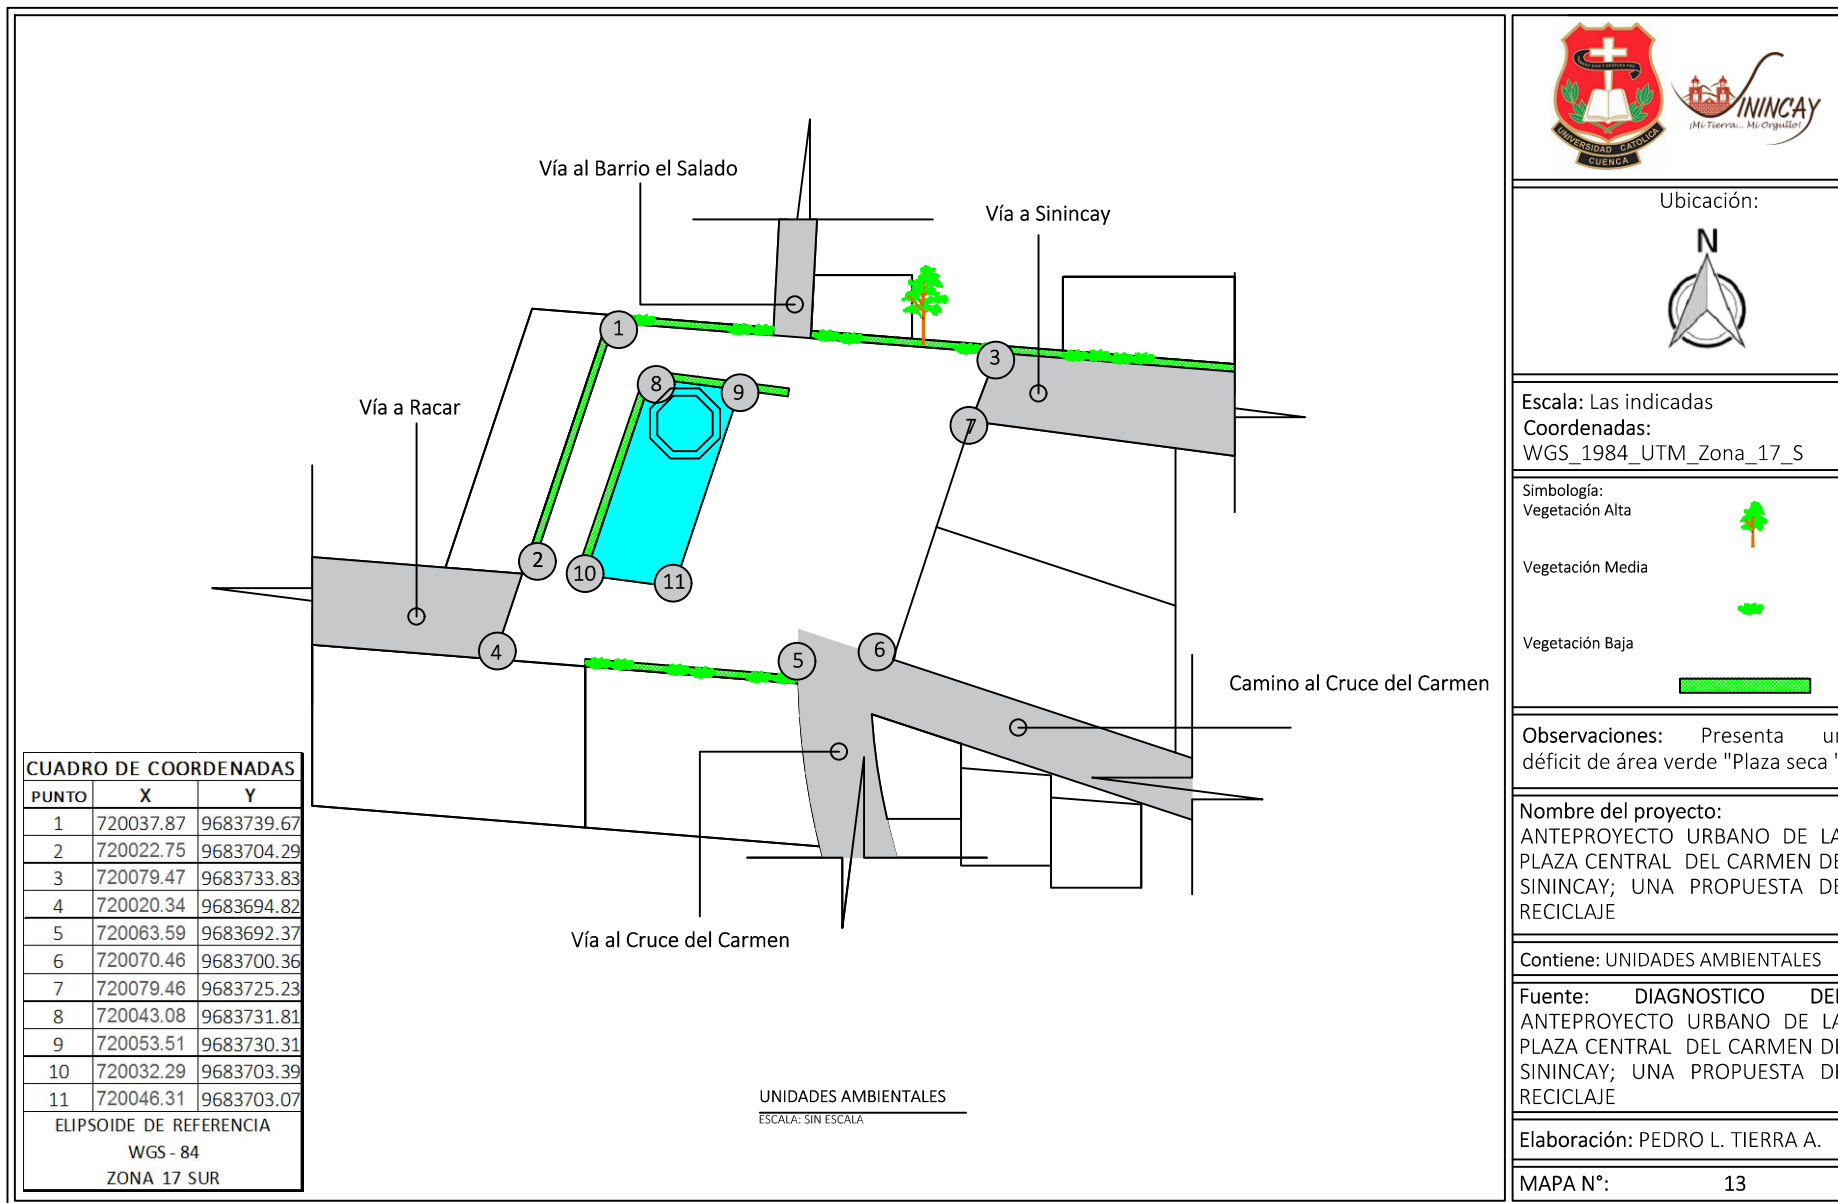 Vía al Barrio el Salado
Vía a Sinincay
Vía a Racar
1
3
8
9
7
2
10
11
4
5
6
Camino al Cruce del Carmen
Vía al Cruce del Carmen
CUADRO DE COORDENADAS
PUNTO X Y
1 720037.87 9683739.67
2 720022.75 9683704.29
3 720079.47 9683733.83
4 720020.34 9683694.82
5 720063.59 9683692.37
6 720070.46 9683700.36
7 720079.46 9683725.23
8 720043.08 9683731.81
9 720053.51 9683730.31
10 720032.29 9683703.39
11 720046.31 9683703.07
ELIPSOIDE DE REFERENCIA
WGS - 84
ZONA 17 SUR
UNIDADES AMBIENTALES
ESCALA: SIN ESCALA
UNIVERSIDAD CATOLICA
CUENCA
SININCAY
¡Mi Tierra... Mi Orgullo!
Ubicación:
N
Escala: Las indicadas
Coordenadas:
WGS_1984_UTM_Zona_17_S
Simbología:
Vegetación Alta
Vegetación Media
Vegetación Baja
Observaciones: Presenta un
déficit de área verde "Plaza seca "
Nombre del proyecto:
ANTEPROYECTO URBANO DE LA
PLAZA CENTRAL DEL CARMEN DE
SININCAY; UNA PROPUESTA DE
RECICLAJE
Contiene: UNIDADES AMBIENTALES
Fuente: DIAGNOSTICO DEL
ANTEPROYECTO URBANO DE LA
PLAZA CENTRAL DEL CARMEN DE
SININCAY; UNA PROPUESTA DE
RECICLAJE
Elaboración: PEDRO L. TIERRA A.
MAPA N°: 13